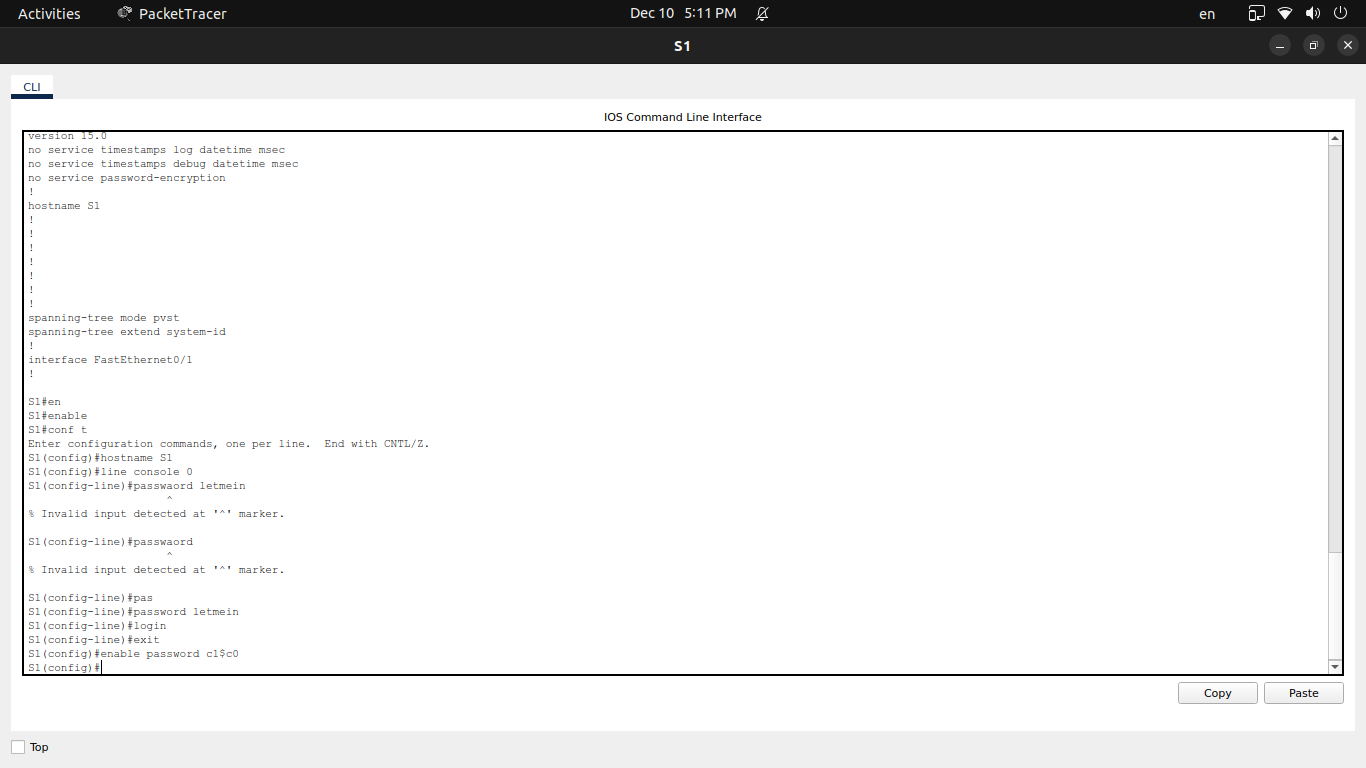 Activities PacketTracer Dec 10 5:11 PM en
S1
CLI
IOS Command Line Interface
version 15.0
no service timestamps log datetime msec
no service timestamps debug datetime msec
no service password-encryption
!
hostname S1
!
!
!
!
!
!
!
spanning-tree mode pvst
spanning-tree extend system-id
!
interface FastEthernet0/1
!
S1#en
S1#enable
S1#conf t
Enter configuration commands, one per line.  End with CNTL/Z.
S1(config)#hostname S1
S1(config)#line console 0
S1(config-line)#passwaord letmein
^
% Invalid input detected at '^' marker.
S1(config-line)#passwaord
^
% Invalid input detected at '^' marker.
S1(config-line)#pas
S1(config-line)#password letmein
S1(config-line)#login
S1(config-line)#exit
S1(config)#enable password c1$c0
S1(config)#
Copy Paste
Top